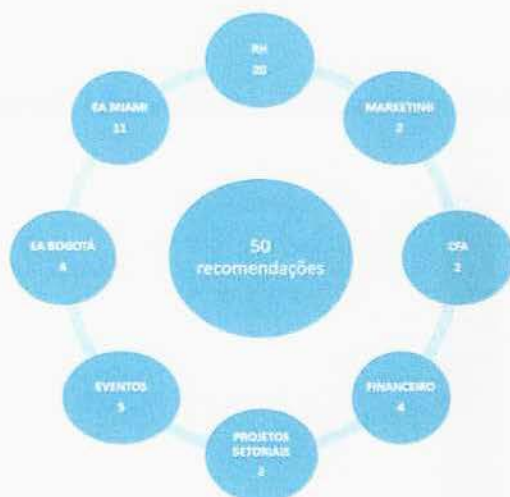 50
recomendações
RH
20
MARKETING
2
CFA
2
FINANCEIRO
4
PROJETOS
SETORIAIS
2
EVENTOS
5
EA BOGOTÁ
EA MIAMI
11